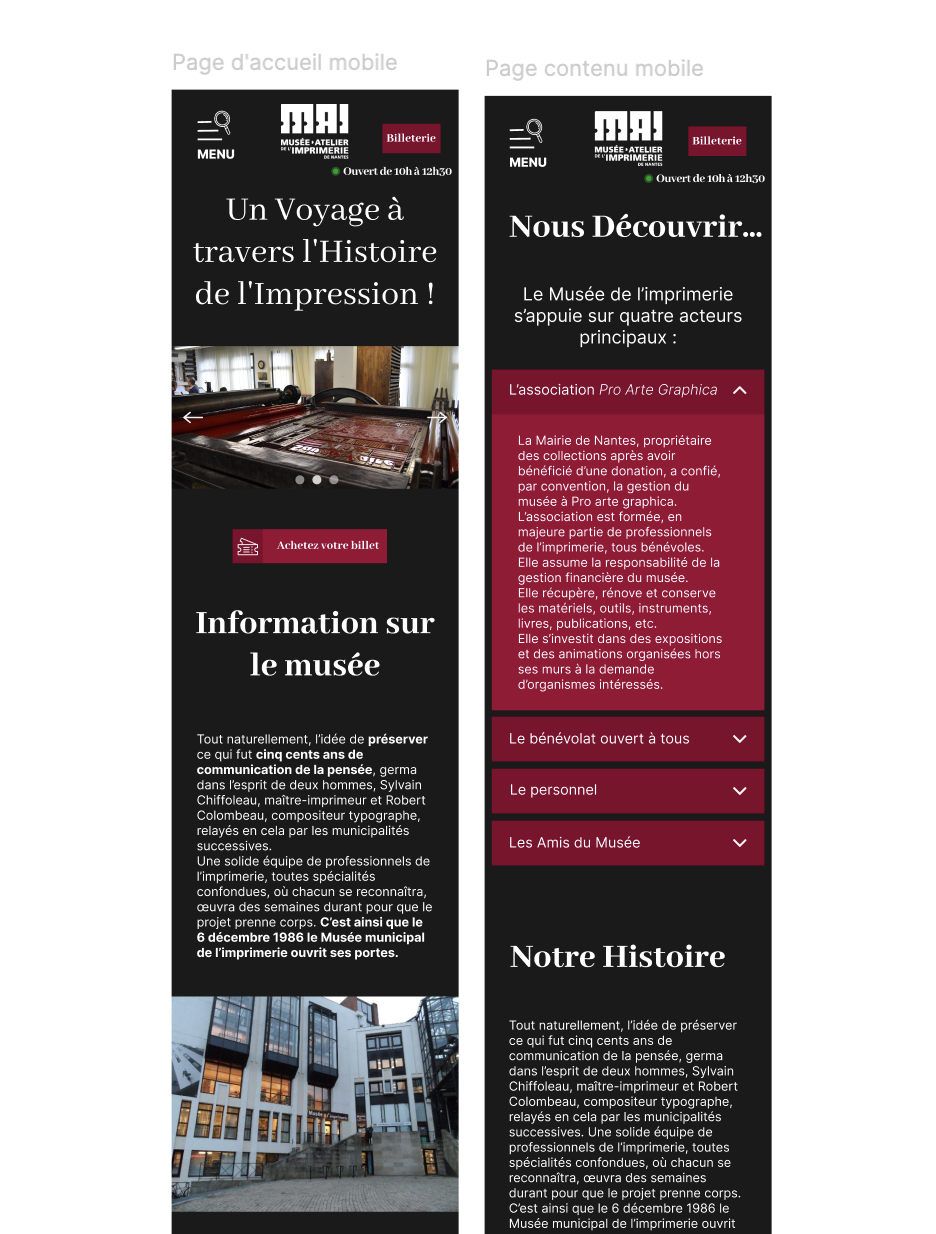 Page d'accueil mobile
MENU
MAI
MUSÉE•ATELIER
DE L'IMPRIMERIE
DE NANTES
Billeterie
Ouvert de 10h à 12h30
Un Voyage à
travers l'Histoire
de l'Impression !
Achetez votre billet
Information sur
le musée
Tout naturellement, l’idée de préserver
ce qui fut cinq cents ans de
communication de la pensée, germa
dans l’esprit de deux hommes, Sylvain
Chiffoleau, maître-imprimeur et Robert
Colombeau, compositeur typographe,
relayés en cela par les municipalités
successives.
Une solide équipe de professionnels de
l’imprimerie, toutes spécialités
confondues, où chacun se reconnaîtra,
œuvra des semaines durant pour que le
projet prenne corps. C’est ainsi que le
6 décembre 1986 le Musée municipal
de l’imprimerie ouvrit ses portes.
Page contenu mobile
MENU
MAI
MUSÉE•ATELIER
DE L'IMPRIMERIE
DE NANTES
Billeterie
Ouvert de 10h à 12h30
Nous Découvrir...
Le Musée de l’imprimerie
s’appuie sur quatre acteurs
principaux :
L’association Pro Arte Graphica
La Mairie de Nantes, propriétaire
des collections après avoir
bénéficié d’une donation, a confié,
par convention, la gestion du
musée à Pro arte graphica.
L’association est formée, en
majeure partie de professionnels
de l’imprimerie, tous bénévoles.
Elle assume la responsabilité de la
gestion financière du musée.
Elle récupère, rénove et conserve
les matériels, outils, instruments,
livres, publications, etc.
Elle s’investit dans des expositions
et des animations organisées hors
ses murs à la demande
d’organismes intéressés.
Le bénévolat ouvert à tous
Le personnel
Les Amis du Musée
Notre Histoire
Tout naturellement, l’idée de préserver
ce qui fut cinq cents ans de
communication de la pensée, germa
dans l’esprit de deux hommes, Sylvain
Chiffoleau, maître-imprimeur et Robert
Colombeau, compositeur typographe,
relayés en cela par les municipalités
successives. Une solide équipe de
professionnels de l’imprimerie, toutes
spécialités confondues, où chacun se
reconnaîtra, œuvra des semaines
durant pour que le projet prenne corps.
C’est ainsi que le 6 décembre 1986 le
Musée municipal de l’imprimerie ouvrit